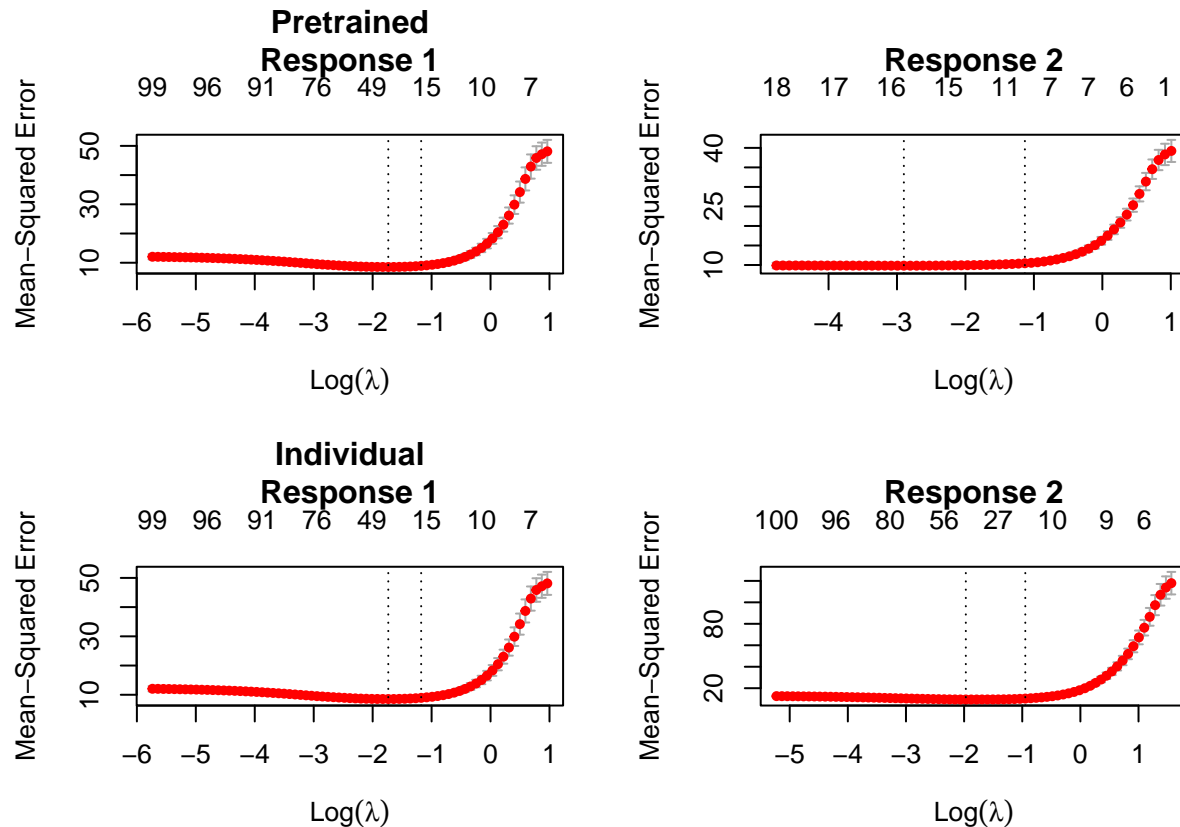 Pretrained
Response 1
99 96 91 76 49 15 10 7
Mean−Squared Error
10 30 50
−6 −5 −4 −3 −2 −1 0 1
Log(λ)
Response 2
18 17 16 15 11 7 7 6 1
Mean−Squared Error
10 25 40
−4 −3 −2 −1 0 1
Log(λ)
Individual
Response 1
99 96 91 76 49 15 10 7
Mean−Squared Error
10 30 50
−6 −5 −4 −3 −2 −1 0 1
Log(λ)
Response 2
100 96 80 56 27 10 9 6
Mean−Squared Error
20 80
−5 −4 −3 −2 −1 0 1
Log(λ)